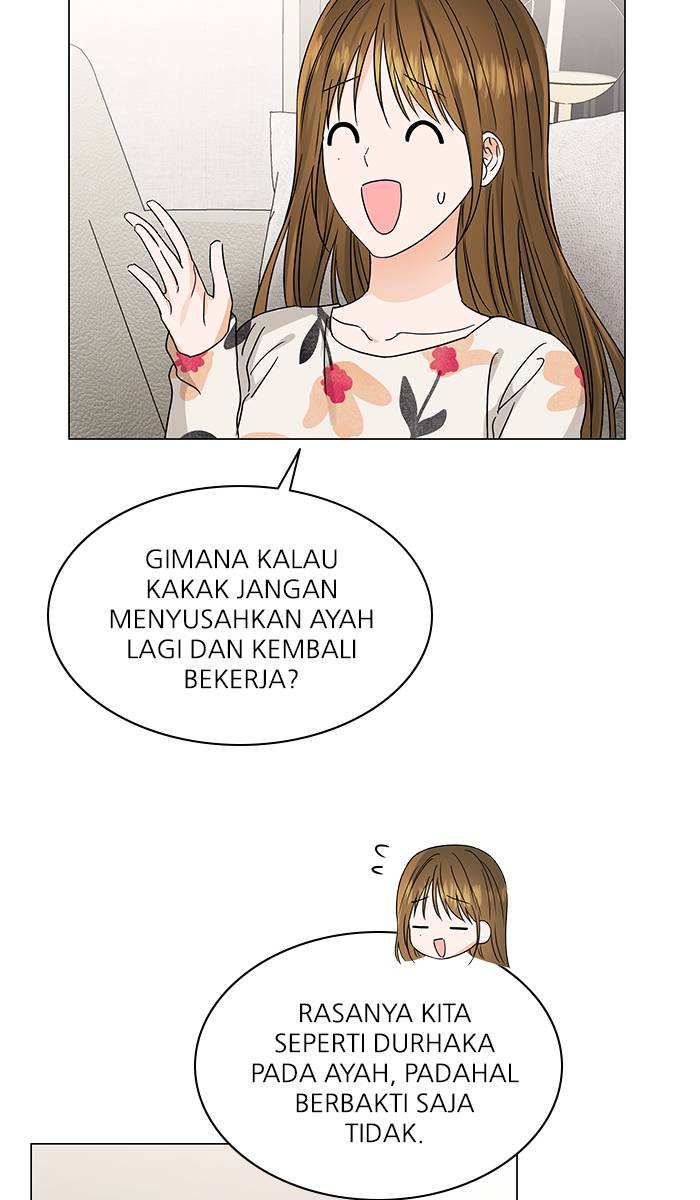 GIMANA KALAU
KAKAK JANGAN
MENYUSAHKAN AYAH
LAGI DAN KEMBALI
BEKERJA?
RASANYA KITA
SEPERTI DURHAKA
PADA AYAH, PADAHAL
BERBAKTI SAJA
TIDAK.